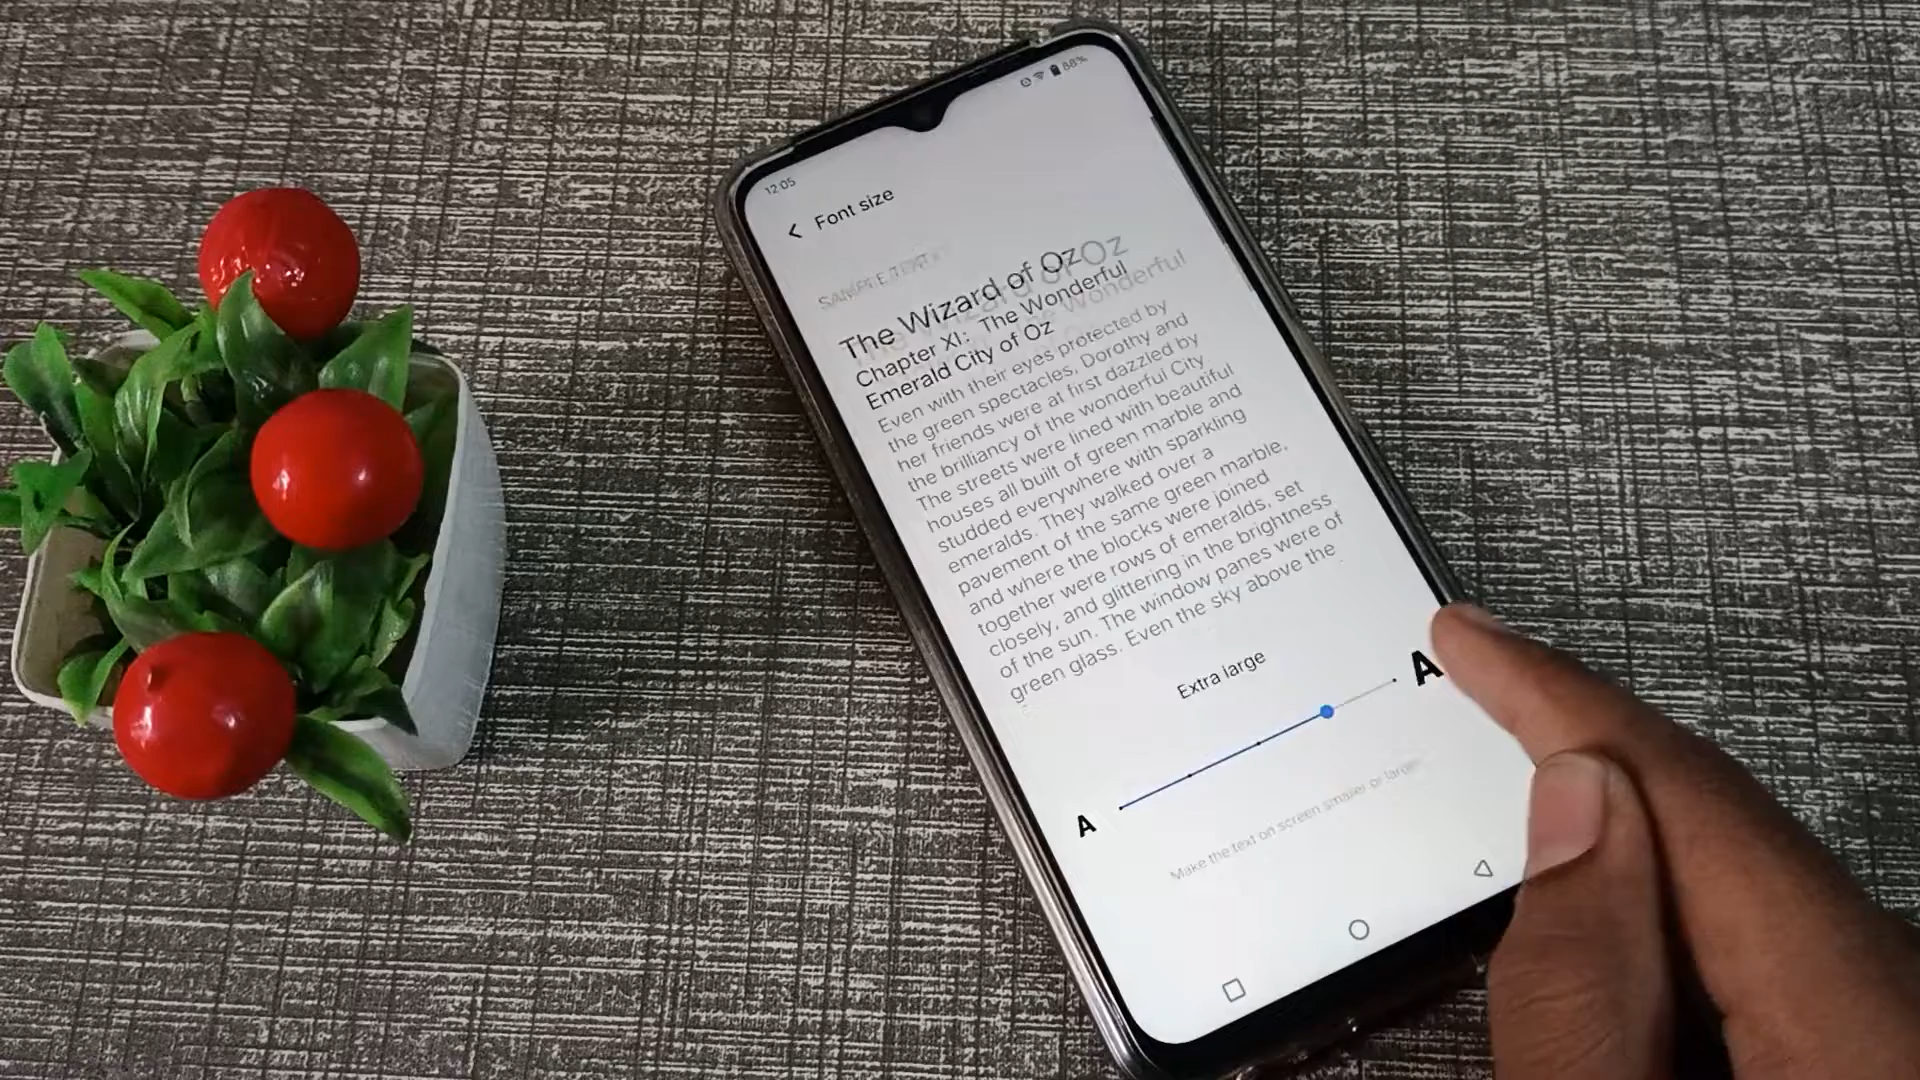 12:05
88%
Font size
SAMPLE TEXT
The Wizard of Oz
Chapter XI: The Wonderful
Emerald City of Oz
Even with their eyes protected by
the green spectacles, Dorothy and
her friends were at first dazzled by
the brilliancy of the wonderful City.
The streets were lined with beautiful
houses all built of green marble and
studded everywhere with sparkling
emeralds. They walked over a
pavement of the same green marble,
and where the blocks were joined
together were rows of emeralds, set
closely, and glittering in the brightness
of the sun. The window panes were of
green glass. Even the sky above the
Extra large
A
A
Make the text on screen smaller or larger